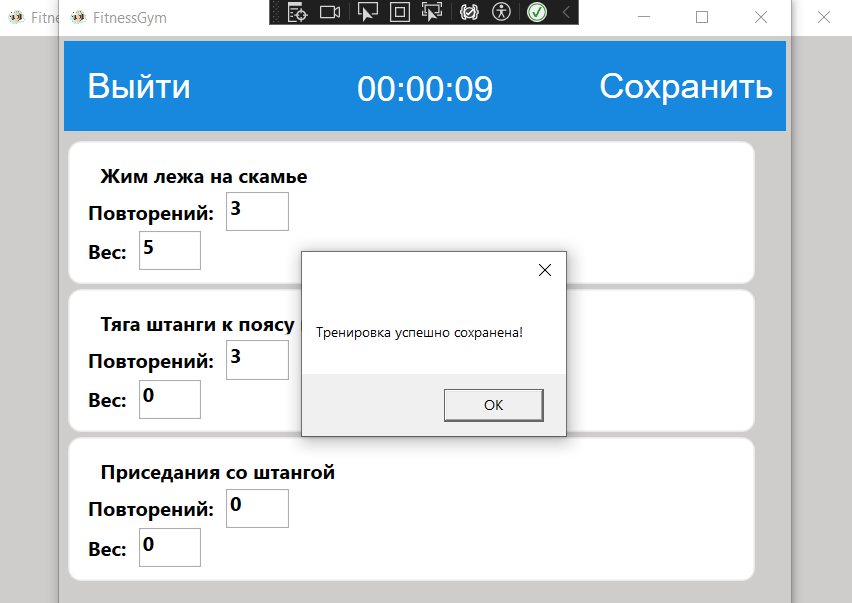 Fitne
FitnessGym
Выйти
00:00:09
Сохранить
Жим лежа на скамье
Повторений: 3
Вес: 5
Тяга штанги к поясу
Повторений: 3
Вес: 0
Приседания со штангой
Повторений: 0
Вес: 0
Тренировка успешно сохранена!
OK